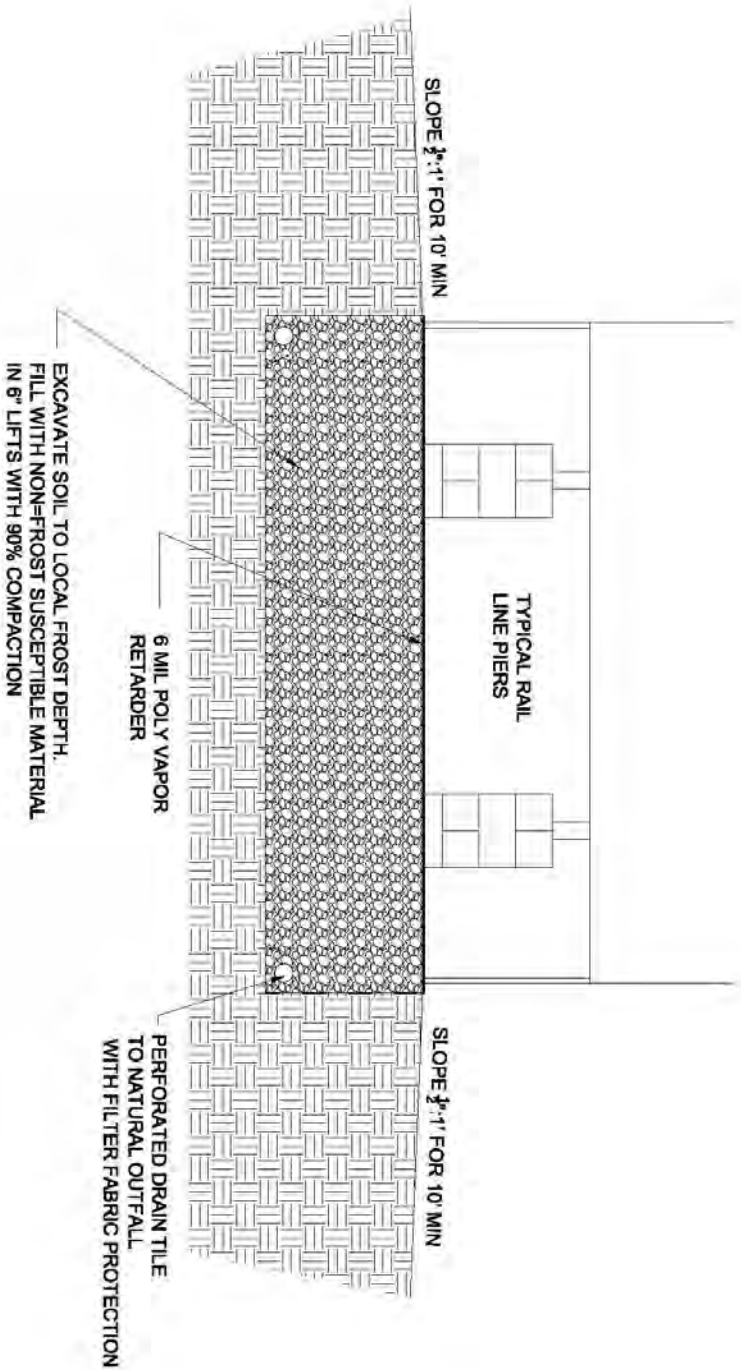 SLOPE ½":1' FOR 10' MIN
TYPICAL RAIL
LINE PIERS
SLOPE ½":1' FOR 10' MIN
6 MIL POLY VAPOR
RETARDER
EXCAVATE SOIL TO LOCAL FROST DEPTH.
FILL WITH NON=FROST SUSCEPTIBLE MATERIAL
IN 6" LIFTS WITH 90% COMPACTION
PERFORATED DRAIN TILE
TO NATURAL OUTFALL
WITH FILTER FABRIC PROTECTION